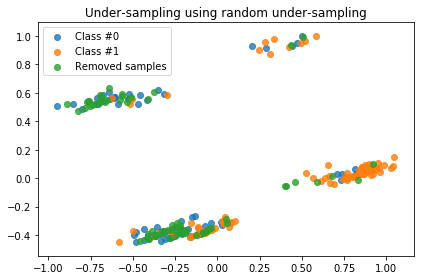 Under-sampling using random under-sampling
Class #0
Class #1
Removed samples
1.0
0.8
0.6
0.4
0.2
0.0
−0.2
−0.4
−1.00 −0.75 −0.50 −0.25 0.00 0.25 0.50 0.75 1.00